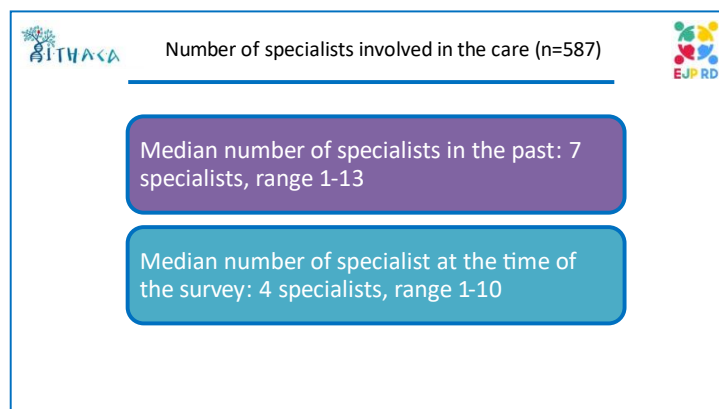 ITHACA
Number of specialists involved in the care (n=587)
EJP RD
Median number of specialists in the past: 7
specialists, range 1-13
Median number of specialist at the time of
the survey: 4 specialists, range 1-10